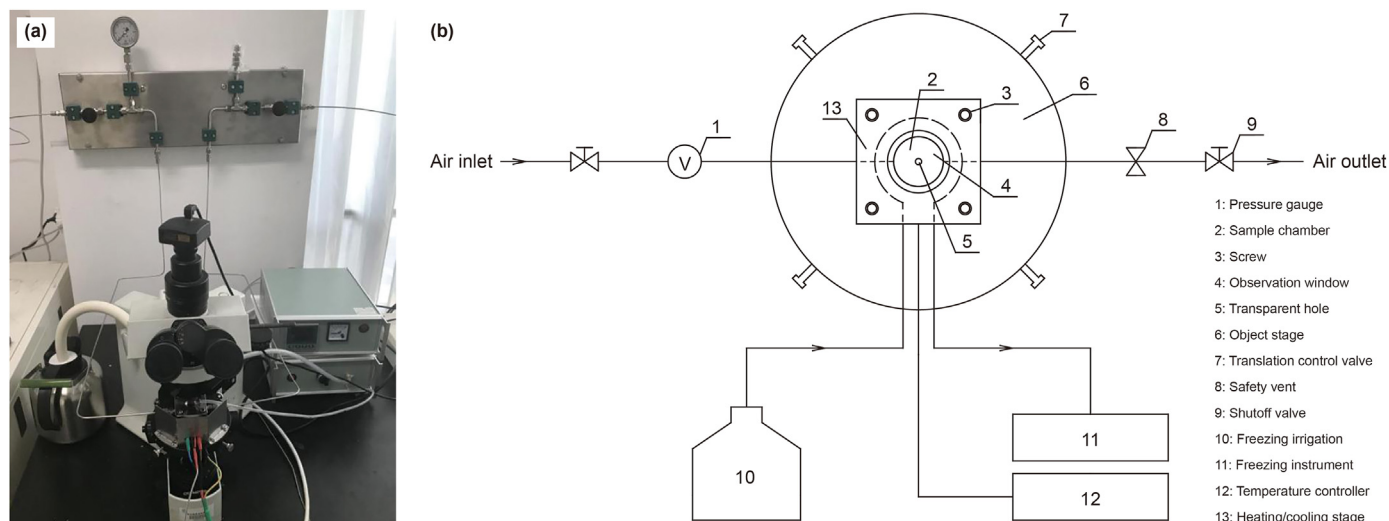 (a)
(b)
7
2
3
6
13
1
8
9
Air inlet
V
Air outlet
4
5
1: Pressure gauge
2: Sample chamber
3: Screw
4: Observation window
5: Transparent hole
6: Object stage
7: Translation control valve
8: Safety vent
9: Shutoff valve
10: Freezing irrigation
11: Freezing instrument
12: Temperature controller
13: Heating/cooling stage
10
11
12